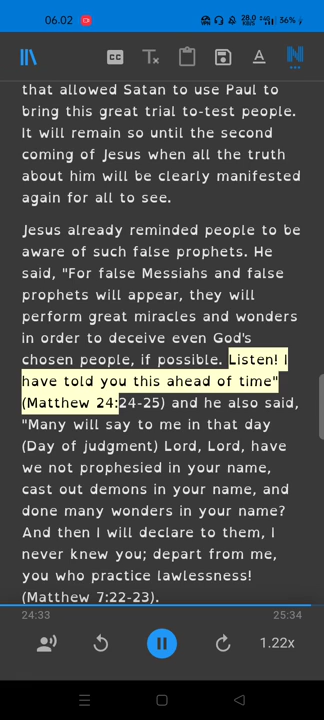 06.02
28.0 KB/S
36%
CC
A
N
that allowed Satan to use Paul to
bring this great trial to-test people.
It will remain so until the second
coming of Jesus when all the truth
about him will be clearly manifested
again for all to see.
Jesus already reminded people to be
aware of such false prophets. He
said, "For false Messiahs and false
prophets will appear, they will
perform great miracles and wonders
in order to deceive even God's
chosen people, if possible. Listen! I
have told you this ahead of time"
(Matthew 24:24-25) and he also said,
"Many will say to me in that day
(Day of judgment) Lord, Lord, have
we not prophesied in your name,
cast out demons in your name, and
done many wonders in your name?
And then I will declare to them, I
never knew you; depart from me,
you who practice lawlessness!
(Matthew 7:22-23).
24:33
25:34
1.22x